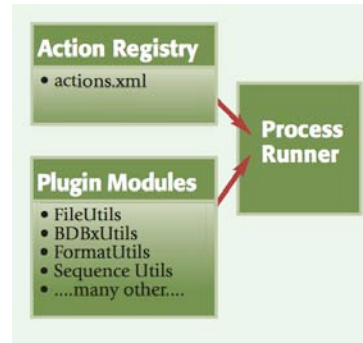 Action Registry
• actions.xml
Process
Runner
Plugin Modules
• FileUtils
• BDBxUtils
• FormatUtils
• Sequence Utils
• ....many other....